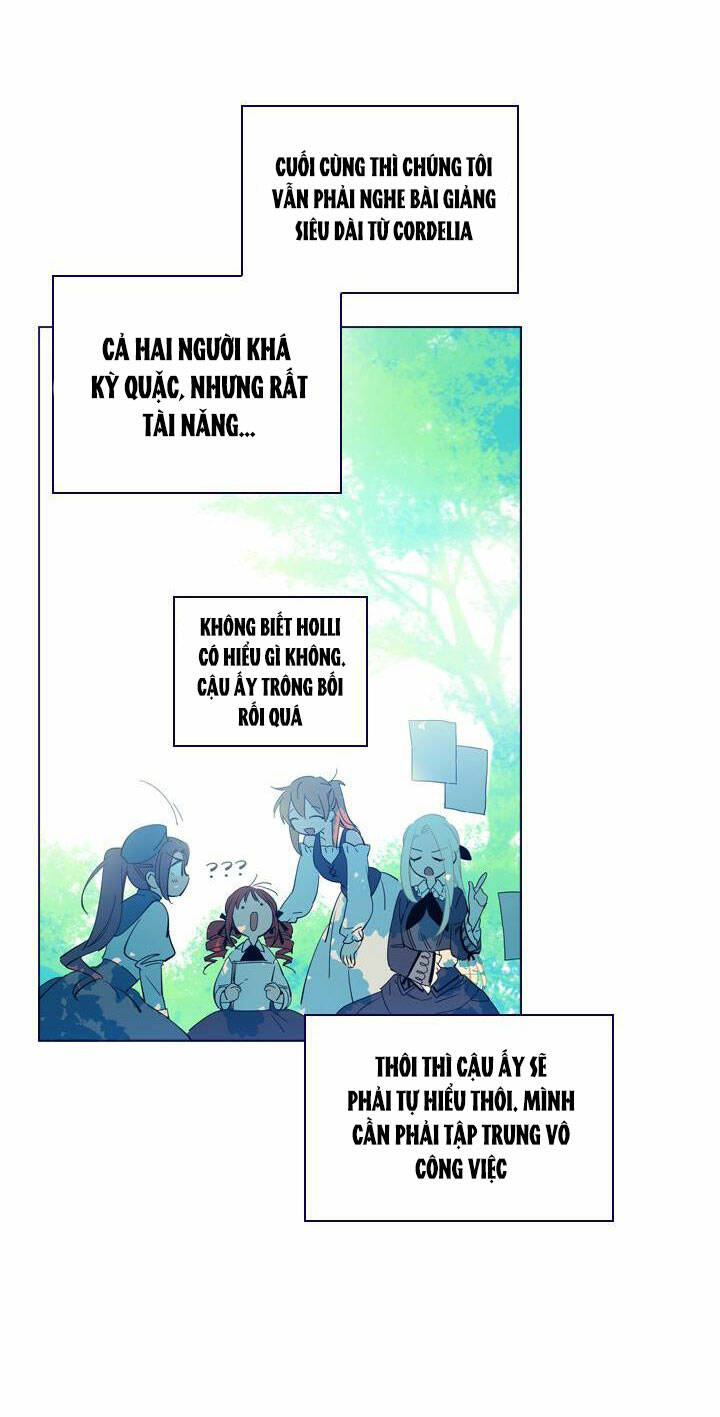 CUỐI CÙNG THÌ CHÚNG TÔI
VẪN PHẢI NGHE BÀI GIẢNG
SIÊU DÀI TỪ CORDELIA
CẢ HAI NGƯỜI KHÁ
KỲ QUẶC, NHƯNG RẤT
TÀI NĂNG...
KHÔNG BIẾT HOLLI
CÓ HIỂU GÌ KHÔNG.
CẬU ẤY TRÔNG BỐI
RỐI QUÁ
???
THÔI THÌ CẬU ẤY SẼ
PHẢI TỰ HIỂU THÔI. MÌNH
CẦN PHẢI TẬP TRUNG VÔ
CÔNG VIỆC